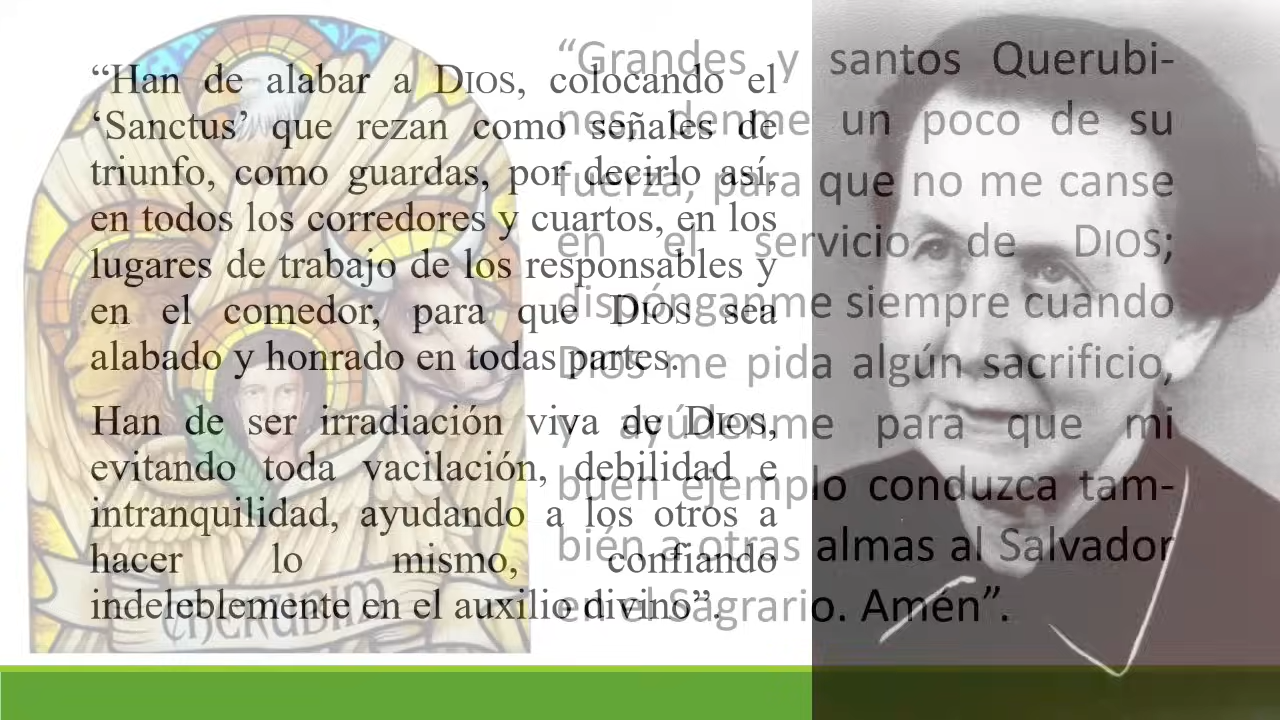 “Han de alabar a DIOS, colocando el
‘Sanctus’ que rezan como señales de
triunfo, como guardas, por decirlo así,
en todos los corredores y cuartos, en los
lugares de trabajo de los responsables y
en el comedor, para que DIOS sea
alabado y honrado en todas partes.
Han de ser irradiación viva de DIOS,
evitando toda vacilación, debilidad e
intranquilidad, ayudando a los otros a
hacer lo mismo, confiando
indeleblemente en el auxilio divino”.
“Grandes y santos Querubi-
nes, denme un poco de su
fuerza, para que no me canse
en el servicio de DIOS;
dispónganme siempre cuando
Dios me pida algún sacrificio,
y ayúdenme para que mi
buen ejemplo conduzca tam-
bién a otras almas al Salvador
en el Sagrario. Amén”.
CHERUBIM